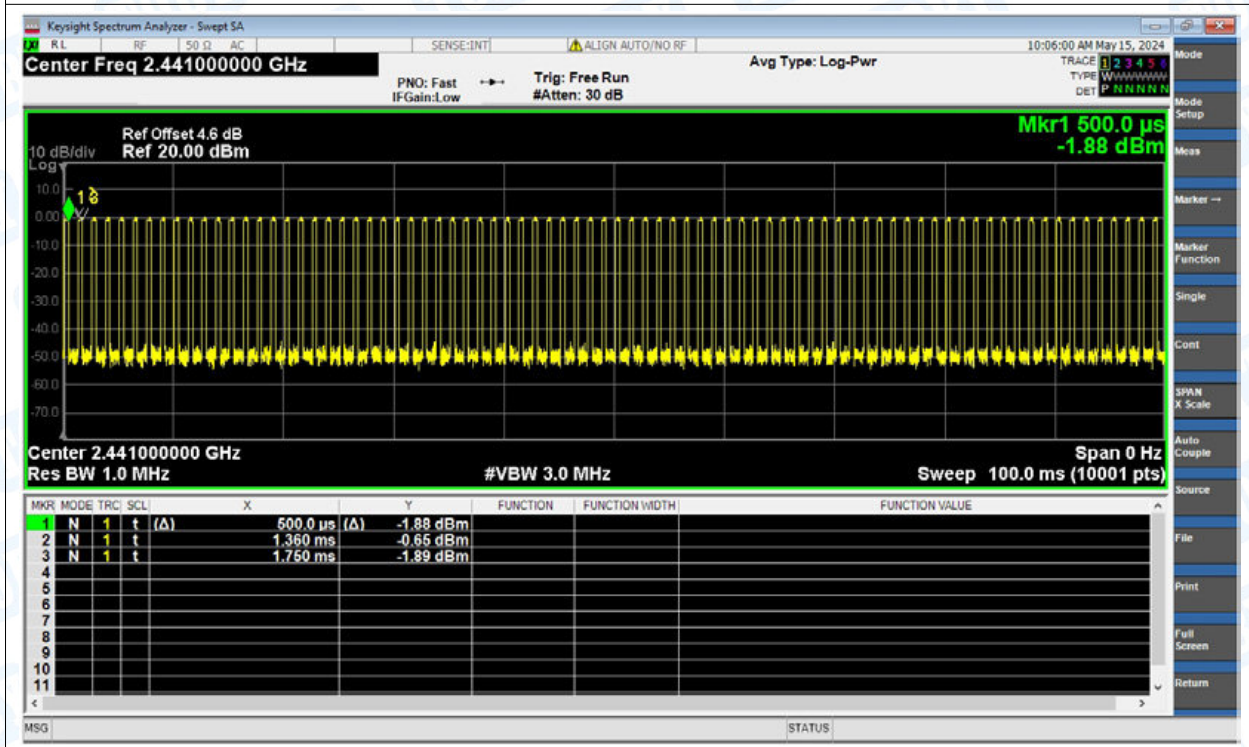 Keysight Spectrum Analyzer - Swept SA
RL RF 50 Ω AC SENSE:INT ALIGN AUTO/NO RF 10:06:00 AM May 15, 2024
Center Freq 2.441000000 GHz
PNO: Fast
IFGain:Low
Trig: Free Run
#Atten: 30 dB
Avg Type: Log-Pwr
TRACE 1 2 3 4 5 6
TYPE WWWWWW
DET P N N N N N
Ref Offset 4.6 dB
10 dB/div Ref 20.00 dBm
Log
Mkr1 500.0 µs
-1.88 dBm
10.0
0.00
-10.0
-20.0
-30.0
-40.0
-50.0
-60.0
-70.0
1
Center 2.441000000 GHz Span 0 Hz
Res BW 1.0 MHz #VBW 3.0 MHz Sweep 100.0 ms (10001 pts)
MKR MODE TRC SCL X Y FUNCTION FUNCTION WIDTH FUNCTION VALUE
1 N 1 t (Δ) 500.0 µs (Δ) -1.88 dBm
2 N 1 t 1.360 ms -0.65 dBm
3 N 1 t 1.750 ms -1.89 dBm
4
5
6
7
8
9
10
11
MSG STATUS
Mode
Mode Setup
Meas
Marker →
Marker Function
Single
Cont
SPAN X Scale
Auto Couple
Source
File
Print
Full Screen
Return